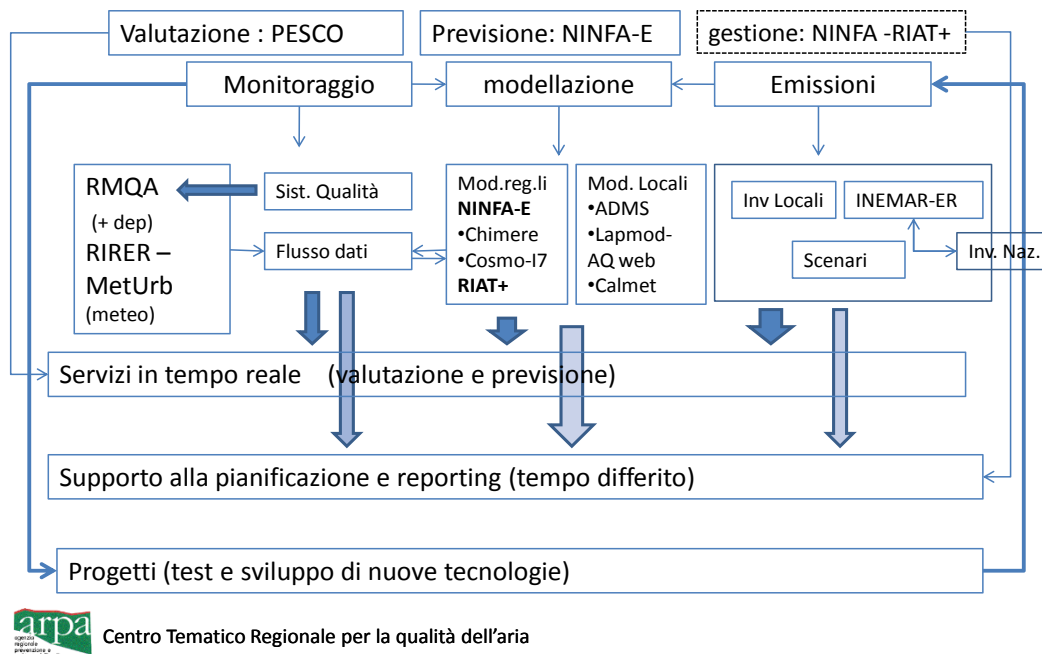 Valutazione : PESCO
Previsione: NINFA-E
gestione: NINFA -RIAT+
Monitoraggio
modellazione
Emissioni
RMQA
(+ dep)
RIRER –
MetUrb
(meteo)
Sist. Qualità
Flusso dati
Mod.reg.li
NINFA-E
•Chimere
•Cosmo-I7
RIAT+
Mod. Locali
•ADMS
•Lapmod-
AQ web
•Calmet
Inv Locali
INEMAR-ER
Scenari
Inv. Naz.
Servizi in tempo reale (valutazione e previsione)
Supporto alla pianificazione e reporting (tempo differito)
Progetti (test e sviluppo di nuove tecnologie)
arpa
agenzia
regionale
prevenzione e
Centro Tematico Regionale per la qualità dell'aria